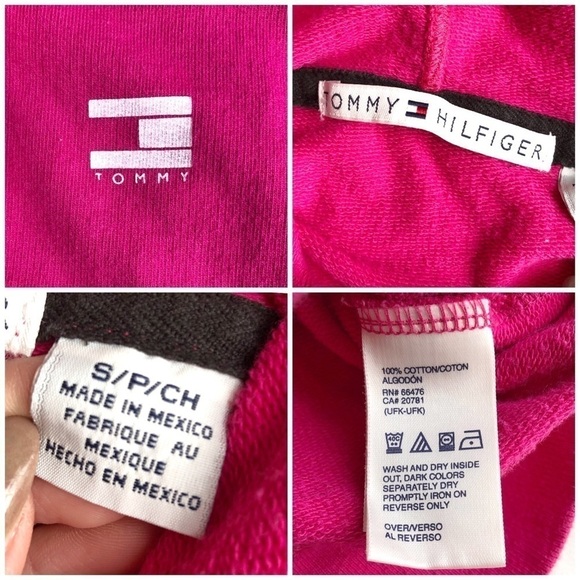 TOMMY
TOMMY HILFIGER
S/P/CH
MADE IN MEXICO
FABRIQUE AU
MEXIQUE
HECHO EN MEXICO
100% COTTON/COTON
ALGODÓN
RN# 66476
CA# 20781
(UFK-UFK)
WASH AND DRY INSIDE
OUT, DARK COLORS
SEPARATELY DRY
PROMPTLY IRON ON
REVERSE ONLY
OVER/VERSO
AL REVERSO